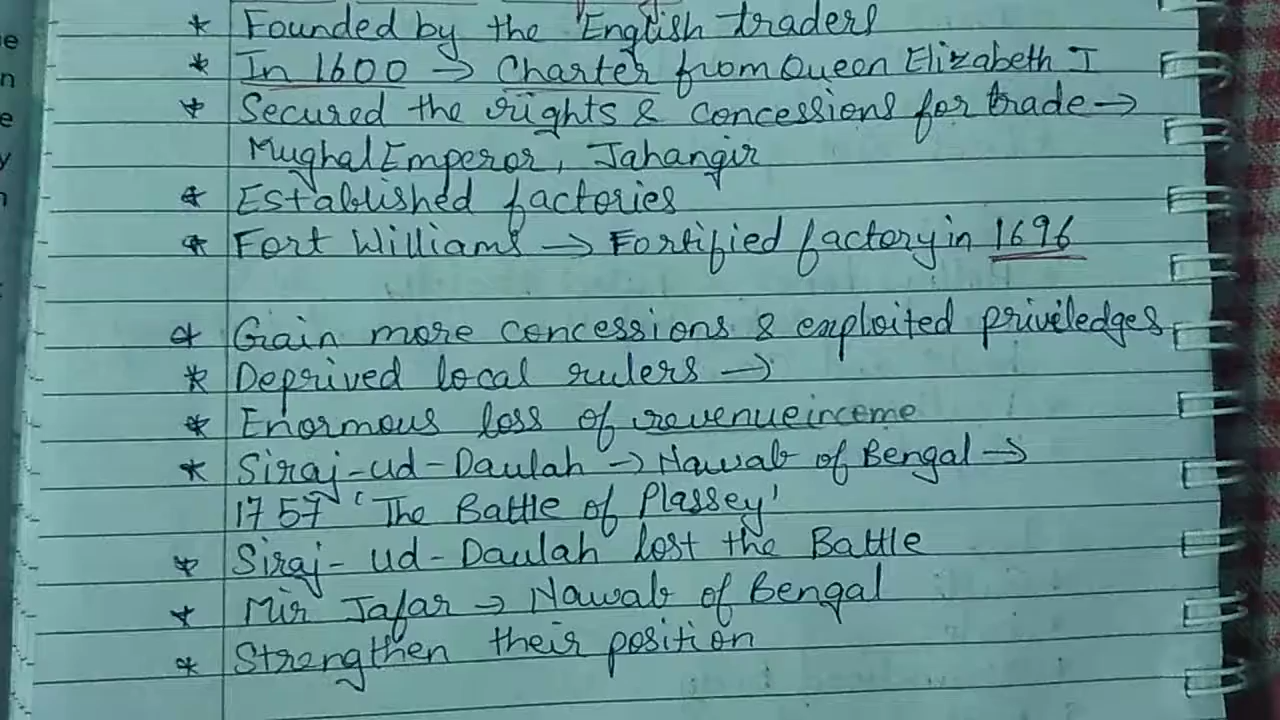 * Founded by the English traders
* In 1600 → Charter from Queen Elizabeth I
* Secured the rights & concessions for trade →
Mughal Emperor, Jahangir
* Established factories
* Fort Williams → Fortified factory in 1696
* Gain more concessions & exploited priviledges
* Deprived local rulers →
* Enormous loss of revenue income
* Siraj-ud-Daulah → Nawab of Bengal →
1757 'The Battle of Plassey'
* Siraj-ud-Daulah lost the Battle
* Mir Jafar → Nawab of Bengal
* Strengthen their position
e
n
e
y